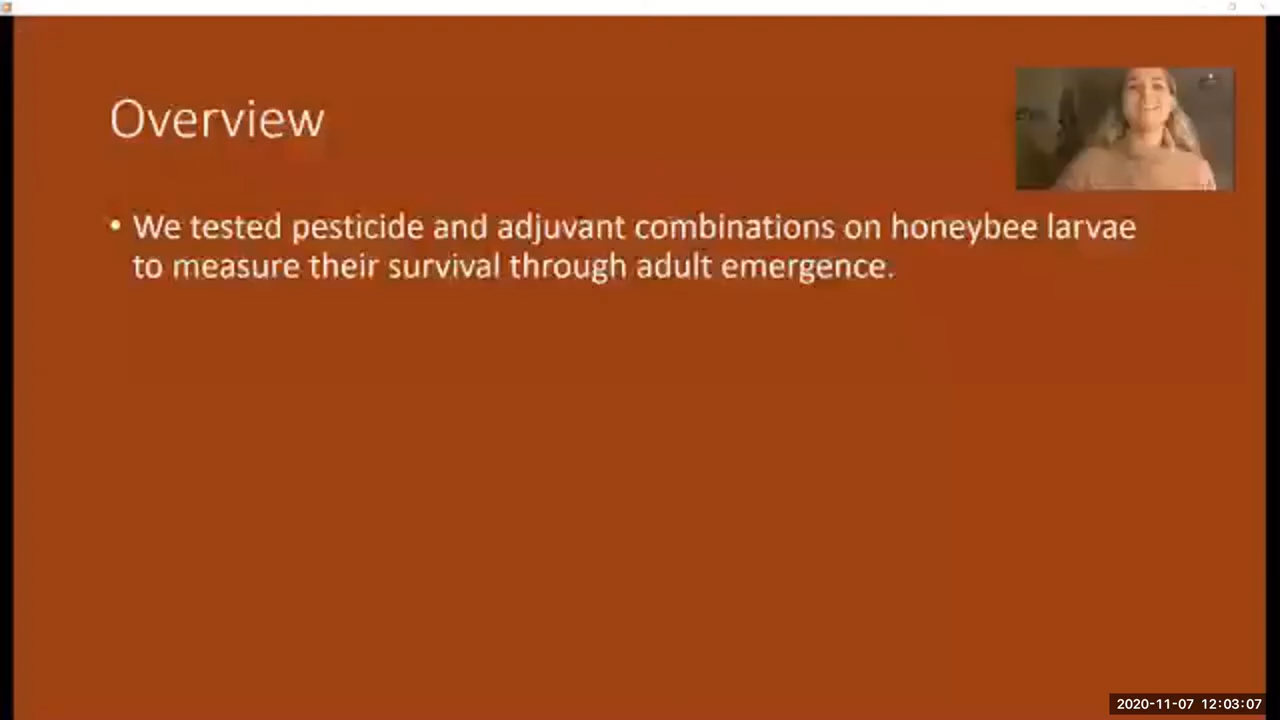 Overview
• We tested pesticide and adjuvant combinations on honeybee larvae
to measure their survival through adult emergence.
2020-11-07 12:03:07